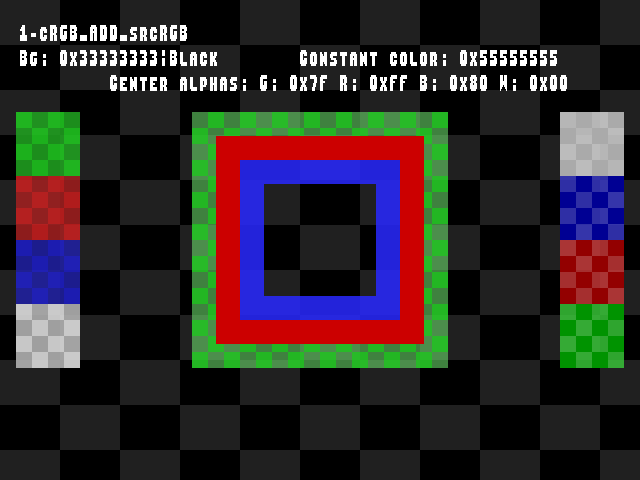 1-cRGB_ADD_srcRGB
Bg: 0x33333333;Black Constant color: 0x55555555
Center alphas: G: 0x7f R: 0xff B: 0x80 W: 0x00